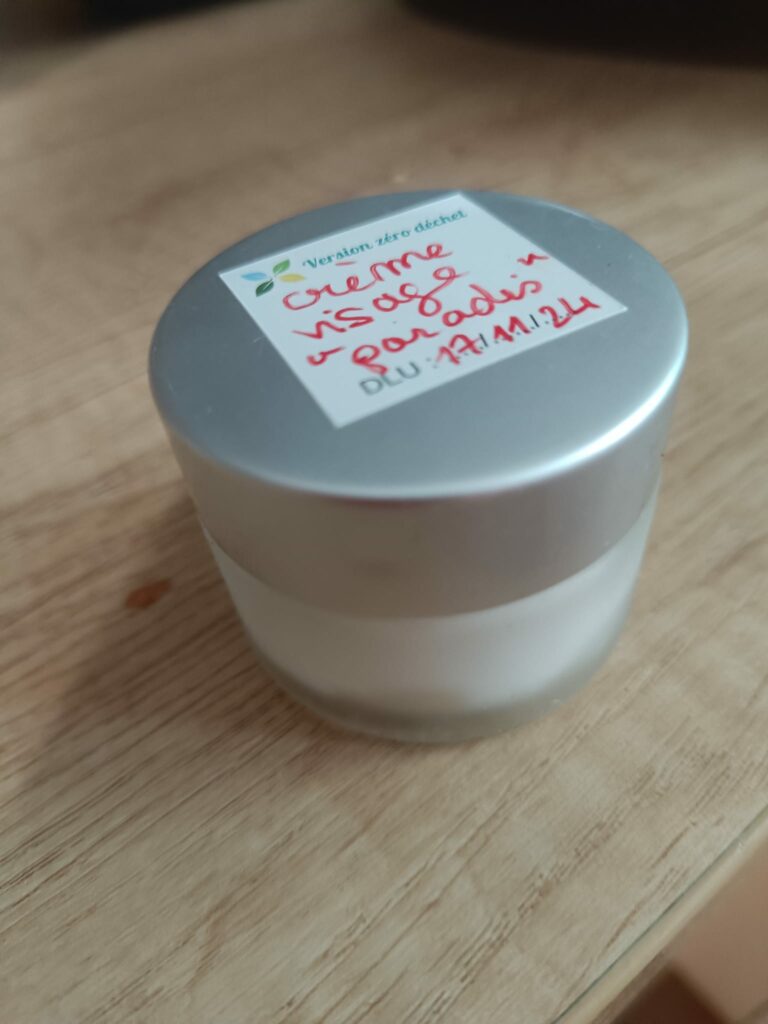 Version zéro déchet
crème
visage
"paradis"
DLU : 17/11/24